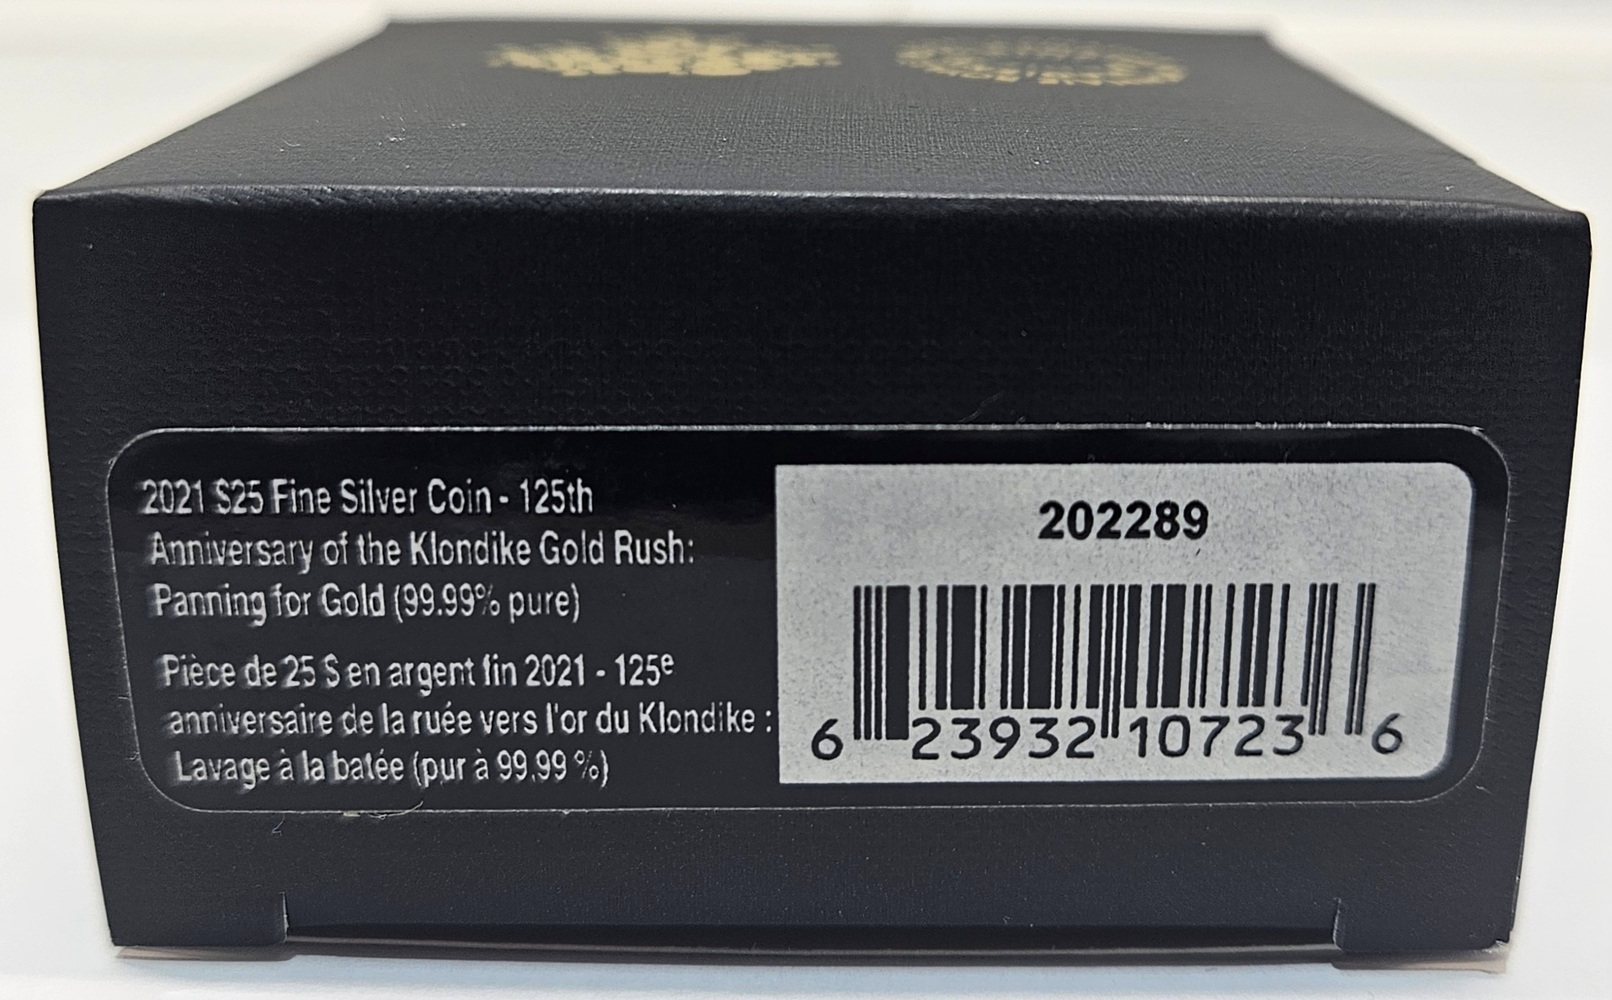 2021 $25 Fine Silver Coin - 125th
Anniversary of the Klondike Gold Rush:
Panning for Gold (99.99% pure)
Pièce de 25 $ en argent fin 2021 - 125e
anniversaire de la ruée vers l'or du Klondike :
Lavage à la batée (pur à 99.99 %)
202289
6 23932 10723 6